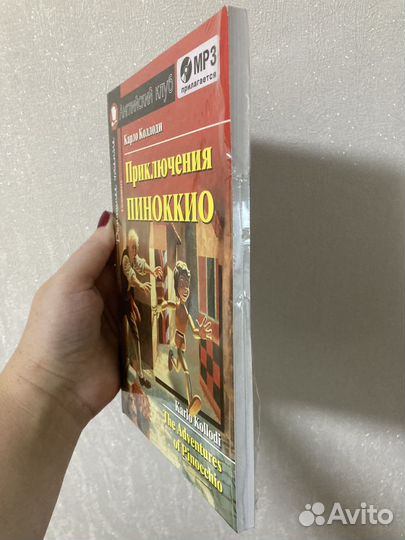 Английский клуб
MP3
прилагается
Карло Коллоди
Приключения
ПИНОККИО
Karlo Kollodi
The Adventures
of Pinocchio
Avito